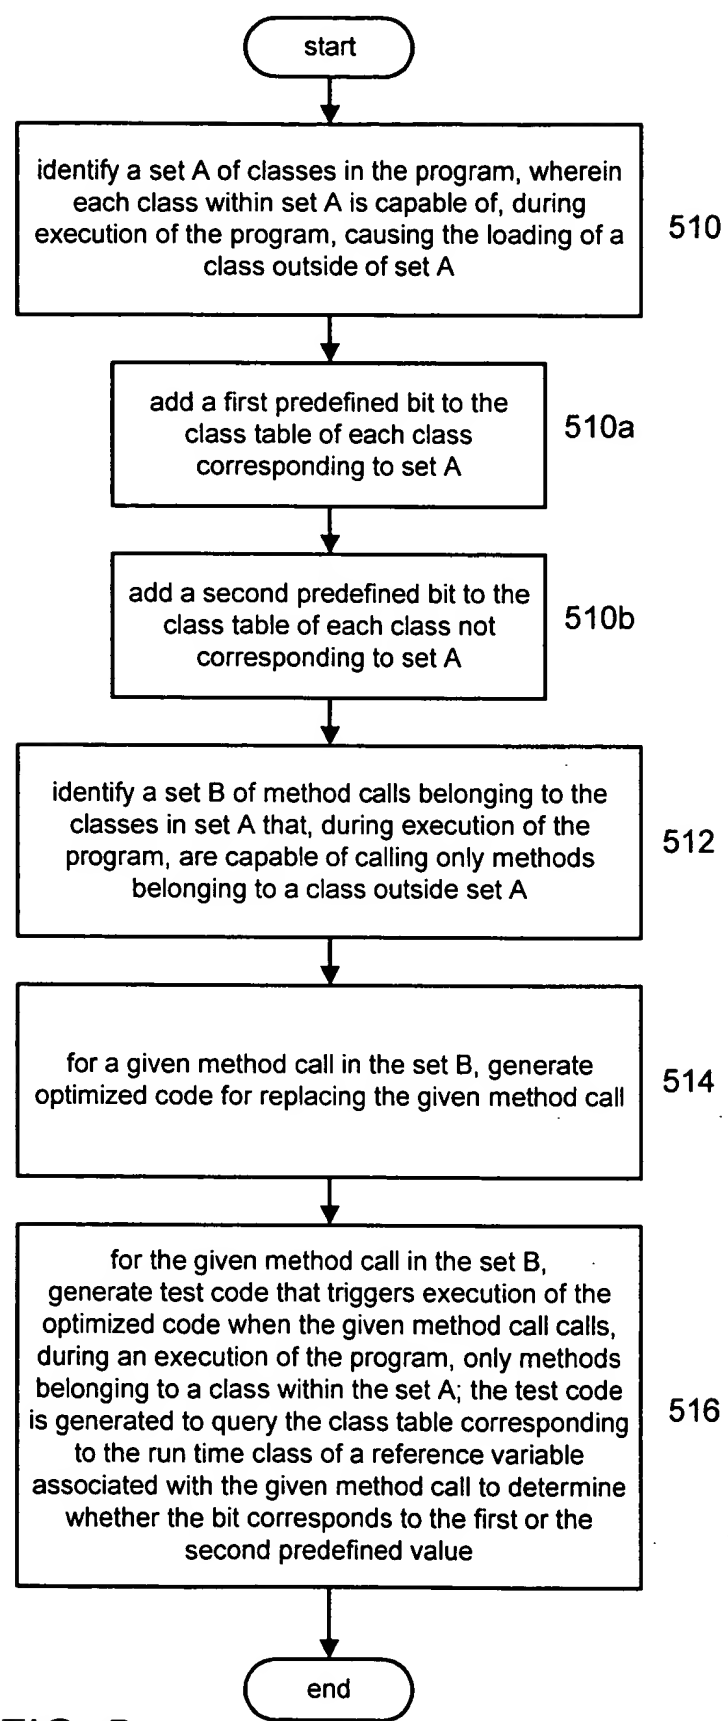 start
identify a set A of classes in the program, wherein
each class within set A is capable of, during
execution of the program, causing the loading of a
class outside of set A
510
add a first predefined bit to the
class table of each class
corresponding to set A
510a
add a second predefined bit to the
class table of each class not
corresponding to set A
510b
identify a set B of method calls belonging to the
classes in set A that, during execution of the
program, are capable of calling only methods
belonging to a class outside set A
512
for a given method call in the set B, generate
optimized code for replacing the given method call
514
for the given method call in the set B,
generate test code that triggers execution of the
optimized code when the given method call calls,
during an execution of the program, only methods
belonging to a class within the set A; the test code
is generated to query the class table corresponding
to the run time class of a reference variable
associated with the given method call to determine
whether the bit corresponds to the first or the
second predefined value
516
end